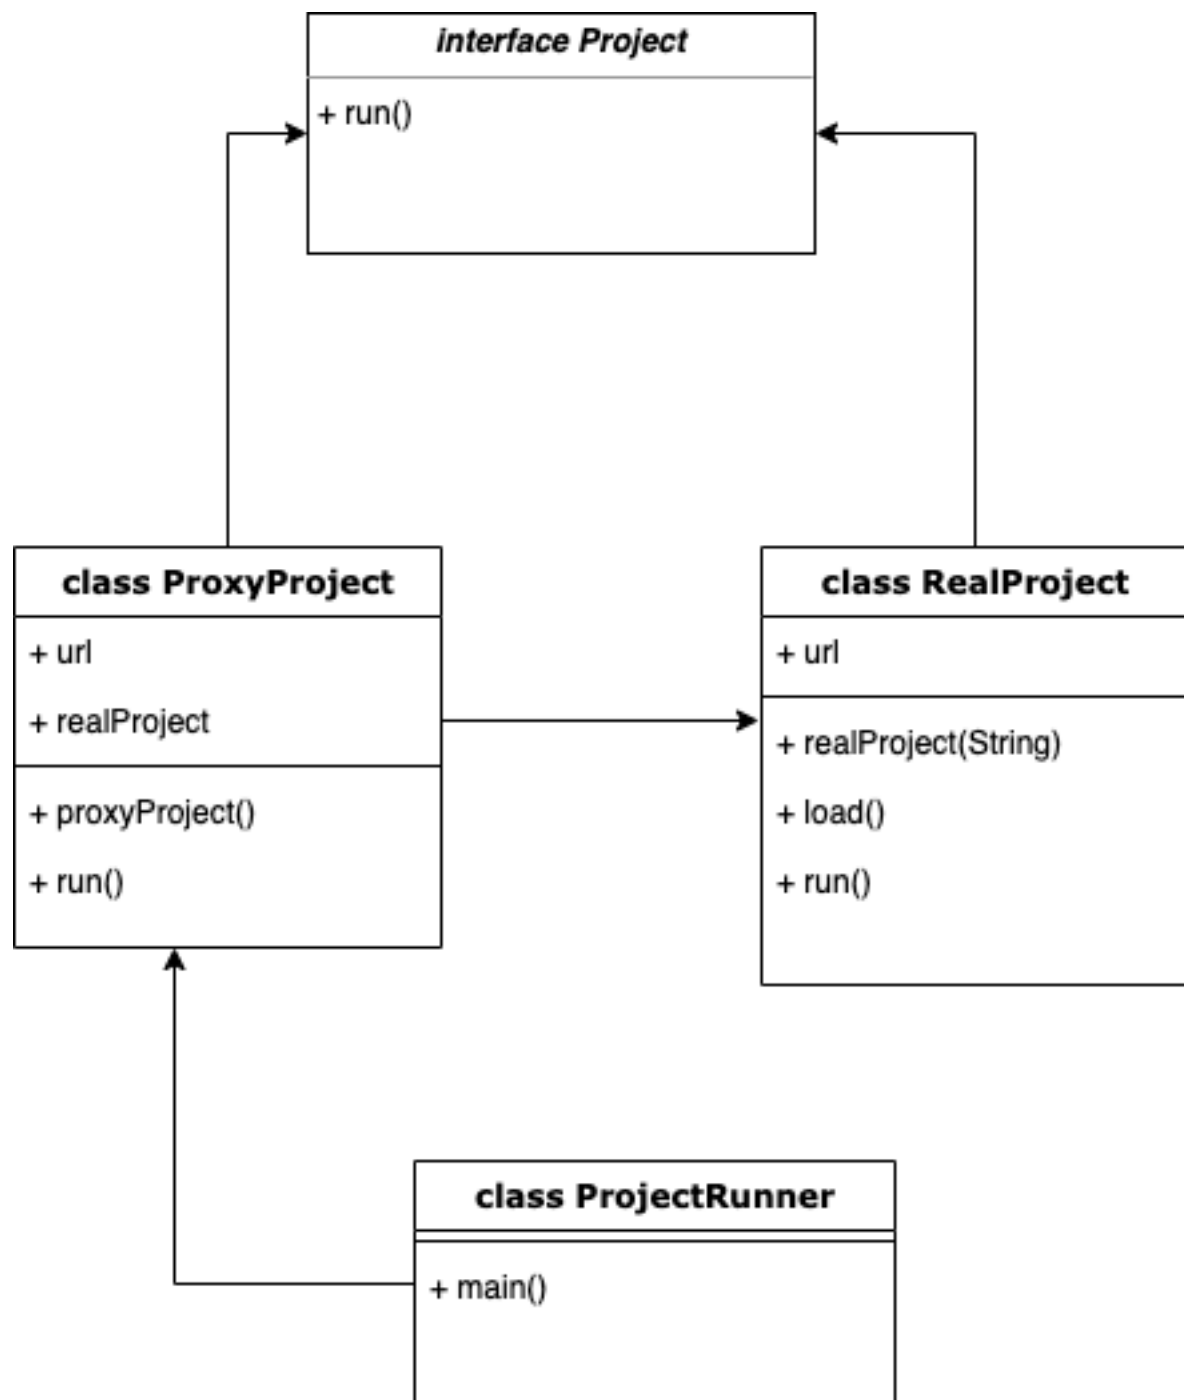 interface Project
+ run()
class ProxyProject
+ url
+ realProject
+ proxyProject()
+ run()
class RealProject
+ url
+ realProject(String)
+ load()
+ run()
class ProjectRunner
+ main()